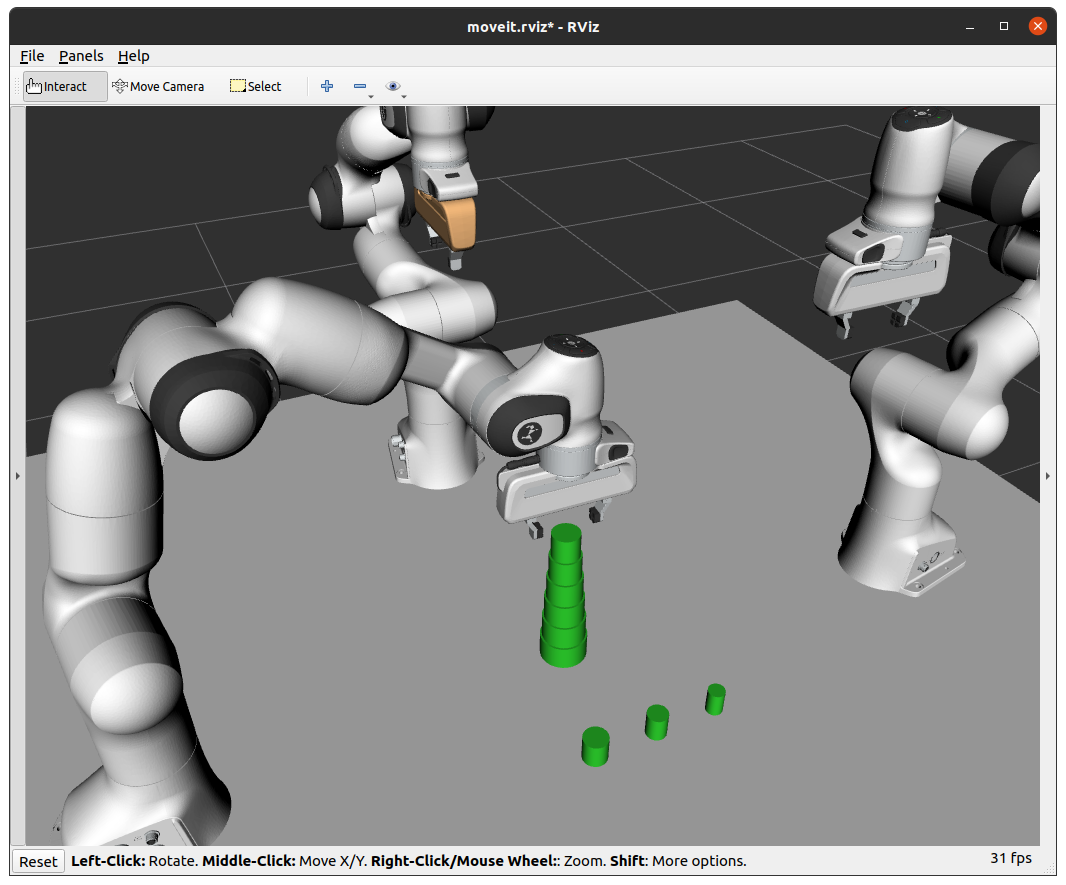 moveit.rviz* - RViz
File Panels Help
Interact Move Camera Select
Reset Left-Click: Rotate. Middle-Click: Move X/Y. Right-Click/Mouse Wheel:: Zoom. Shift: More options. 31 fps